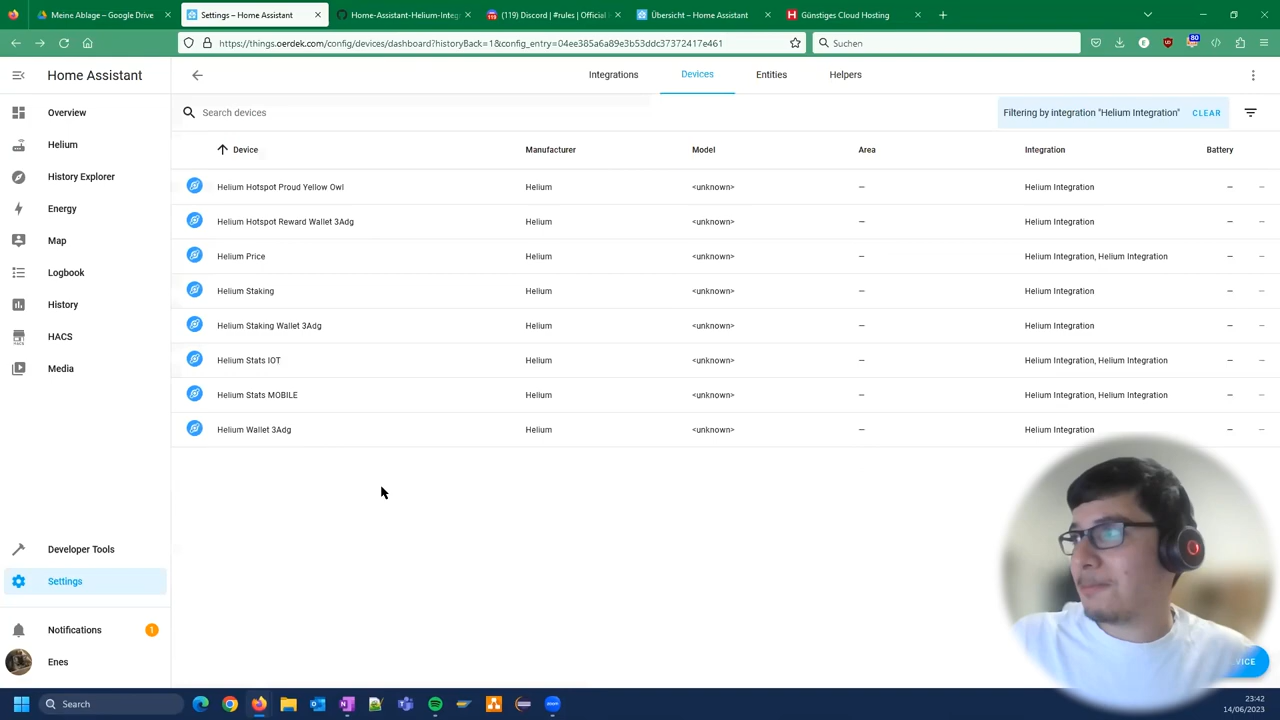 Meine Ablage – Google Drive
Settings – Home Assistant
Home-Assistant-Helium-Integ
(119) Discord | #rules | Official
Übersicht – Home Assistant
Günstiges Cloud Hosting
https://things.oerdek.com/config/devices/dashboard?historyBack=1&config_entry=04ee385a6a89e3b53ddc37372417e461
Suchen
80
Home Assistant
Integrations
Devices
Entities
Helpers
Overview
Search devices
Filtering by integration "Helium Integration"
CLEAR
Helium
Device Manufacturer Model Area Integration Battery
History Explorer
Helium Hotspot Proud Yellow Owl Helium <unknown> — Helium Integration — —
Energy
Helium Hotspot Reward Wallet 3Adg Helium <unknown> — Helium Integration — —
Map
Helium Price Helium <unknown> — Helium Integration, Helium Integration — —
Logbook
Helium Staking Helium <unknown> — Helium Integration — —
History
Helium Staking Wallet 3Adg Helium <unknown> — Helium Integration — —
HACS
HACS
Helium Stats IOT Helium <unknown> — Helium Integration, Helium Integration — —
Media
Helium Stats MOBILE Helium <unknown> — Helium Integration, Helium Integration — —
Helium Wallet 3Adg Helium <unknown> — Helium Integration — —
Developer Tools
Settings
Notifications 1
Enes
VICE
Search
zoom
23:42
14/06/2023